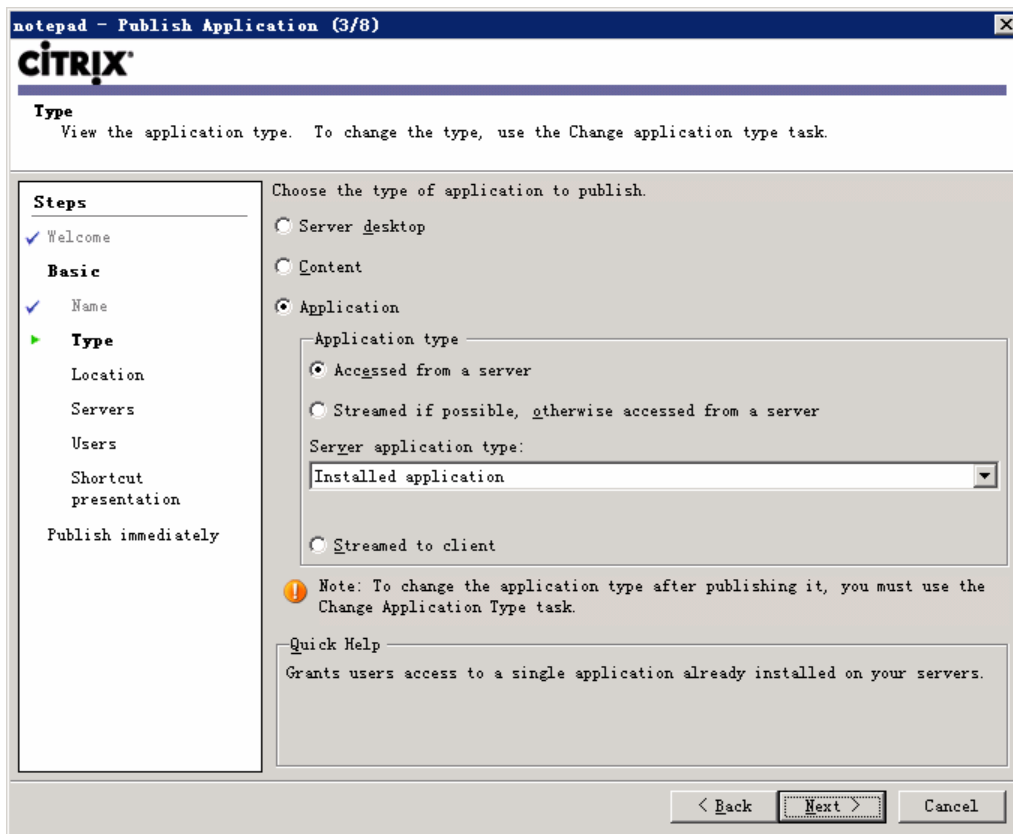 notepad - Publish Application (3/8)
CITRIX
Type
View the application type. To change the type, use the Change application type task.
Steps
Welcome
Basic
Name
Type
Location
Servers
Users
Shortcut
presentation
Publish immediately
Choose the type of application to publish.
Server desktop
Content
Application
Application type
Accessed from a server
Streamed if possible, otherwise accessed from a server
Server application type:
Installed application
Streamed to client
Note: To change the application type after publishing it, you must use the
Change Application Type task.
Quick Help
Grants users access to a single application already installed on your servers.
< Back
Next >
Cancel